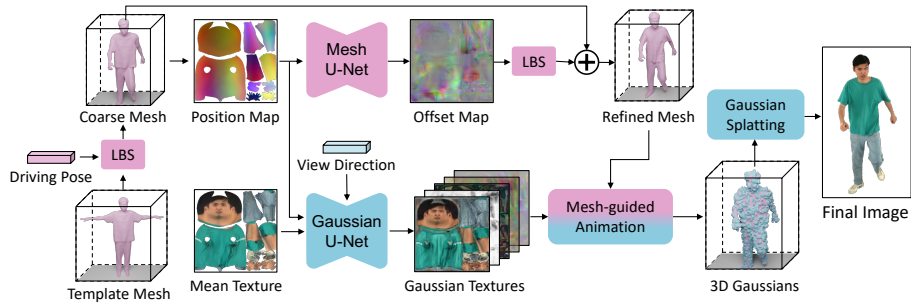 Mesh
U-Net
LBS
Coarse Mesh
Position Map
Offset Map
Refined Mesh
Gaussian
Splatting
LBS
Driving Pose
View Direction
Gaussian
U-Net
Mesh-guided
Animation
Final Image
Template Mesh
Mean Texture
Gaussian Textures
3D Gaussians